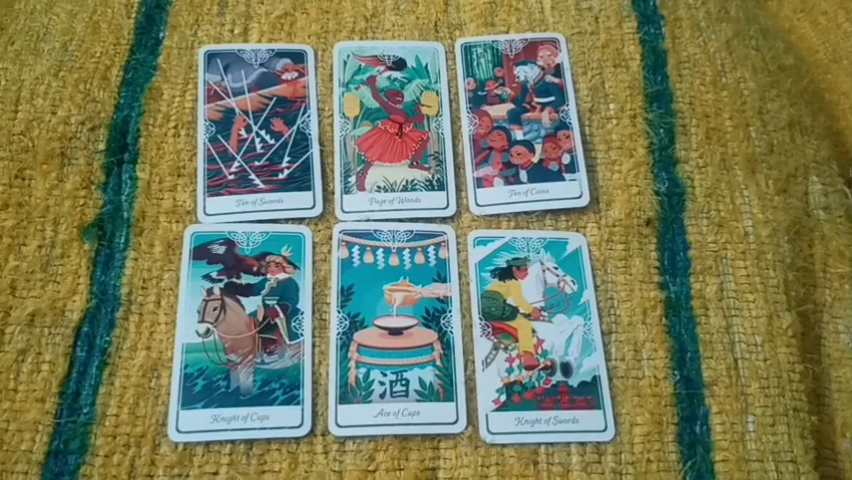 Ten of Swords
Page of Wands
Ten of Coins
Knight of Cups
酒
Ace of Cups
Knight of Swords